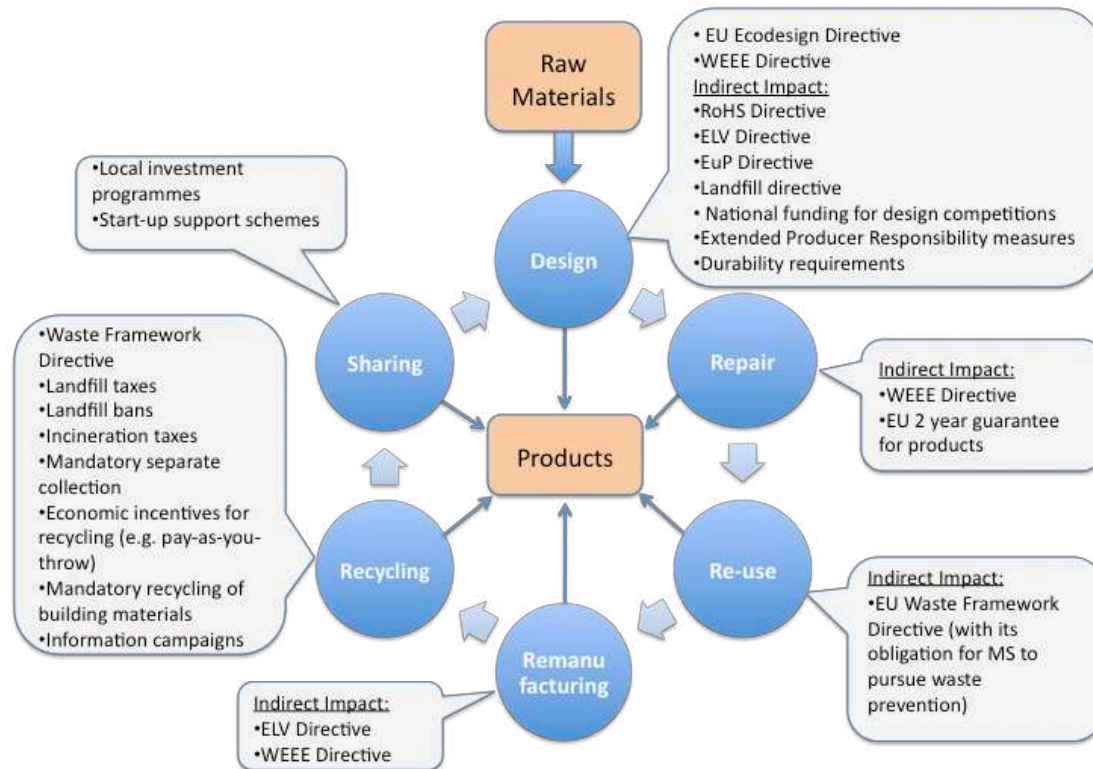 Raw
Materials
• EU Ecodesign Directive
•WEEE Directive
Indirect Impact:
•RoHS Directive
•ELV Directive
•EuP Directive
•Landfill directive
• National funding for design competitions
•Extended Producer Responsibility measures
•Durability requirements
•Local investment
programmes
•Start-up support schemes
Design
Sharing
Repair
•Waste Framework
Directive
•Landfill taxes
•Landfill bans
•Incineration taxes
•Mandatory separate
collection
•Economic incentives for
recycling (e.g. pay-as-you-
throw)
•Mandatory recycling of
building materials
•Information campaigns
Indirect Impact:
•WEEE Directive
•EU 2 year guarantee
for products
Products
Recycling
Re-use
Indirect Impact:
•EU Waste Framework
Directive (with its
obligation for MS to
pursue waste
prevention)
Remanu
facturing
Indirect Impact:
•ELV Directive
•WEEE Directive